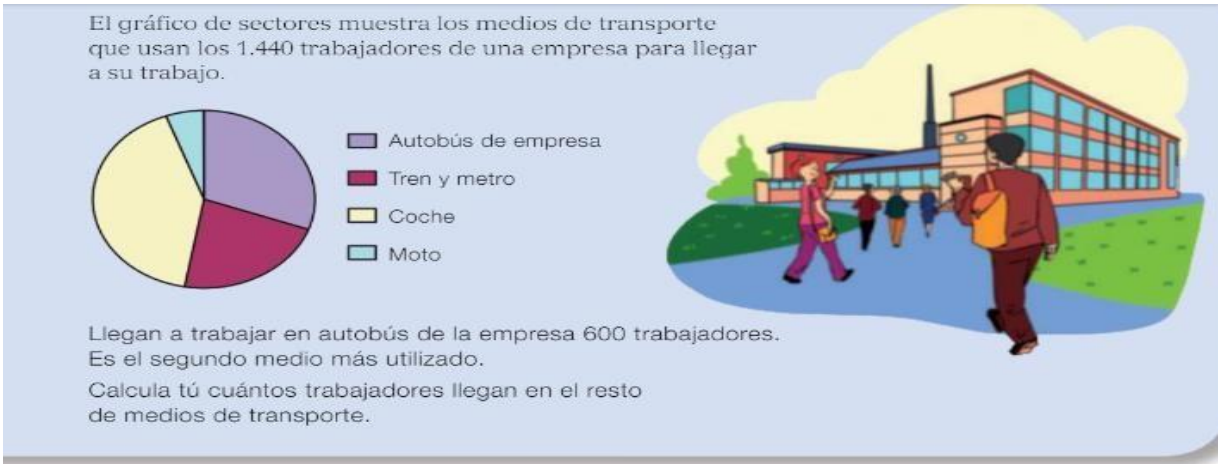 El gráfico de sectores muestra los medios de transporte
que usan los 1.440 trabajadores de una empresa para llegar
a su trabajo.
Autobús de empresa
Tren y metro
Coche
Moto
Llegan a trabajar en autobús de la empresa 600 trabajadores.
Es el segundo medio más utilizado.
Calcula tú cuántos trabajadores llegan en el resto
de medios de transporte.